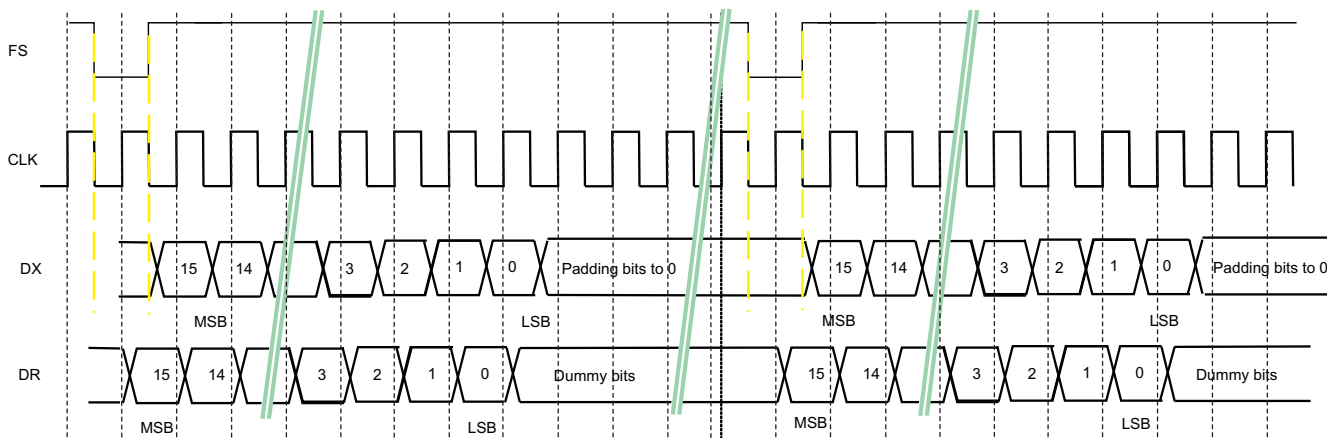 FS
CLK
DX 15 14 3 2 1 0 Padding bits to 0 15 14 3 2 1 0 Padding bits to 0
MSB LSB MSB LSB
DR 15 14 3 2 1 0 Dummy bits 15 14 3 2 1 0 Dummy bits
MSB LSB MSB LSB